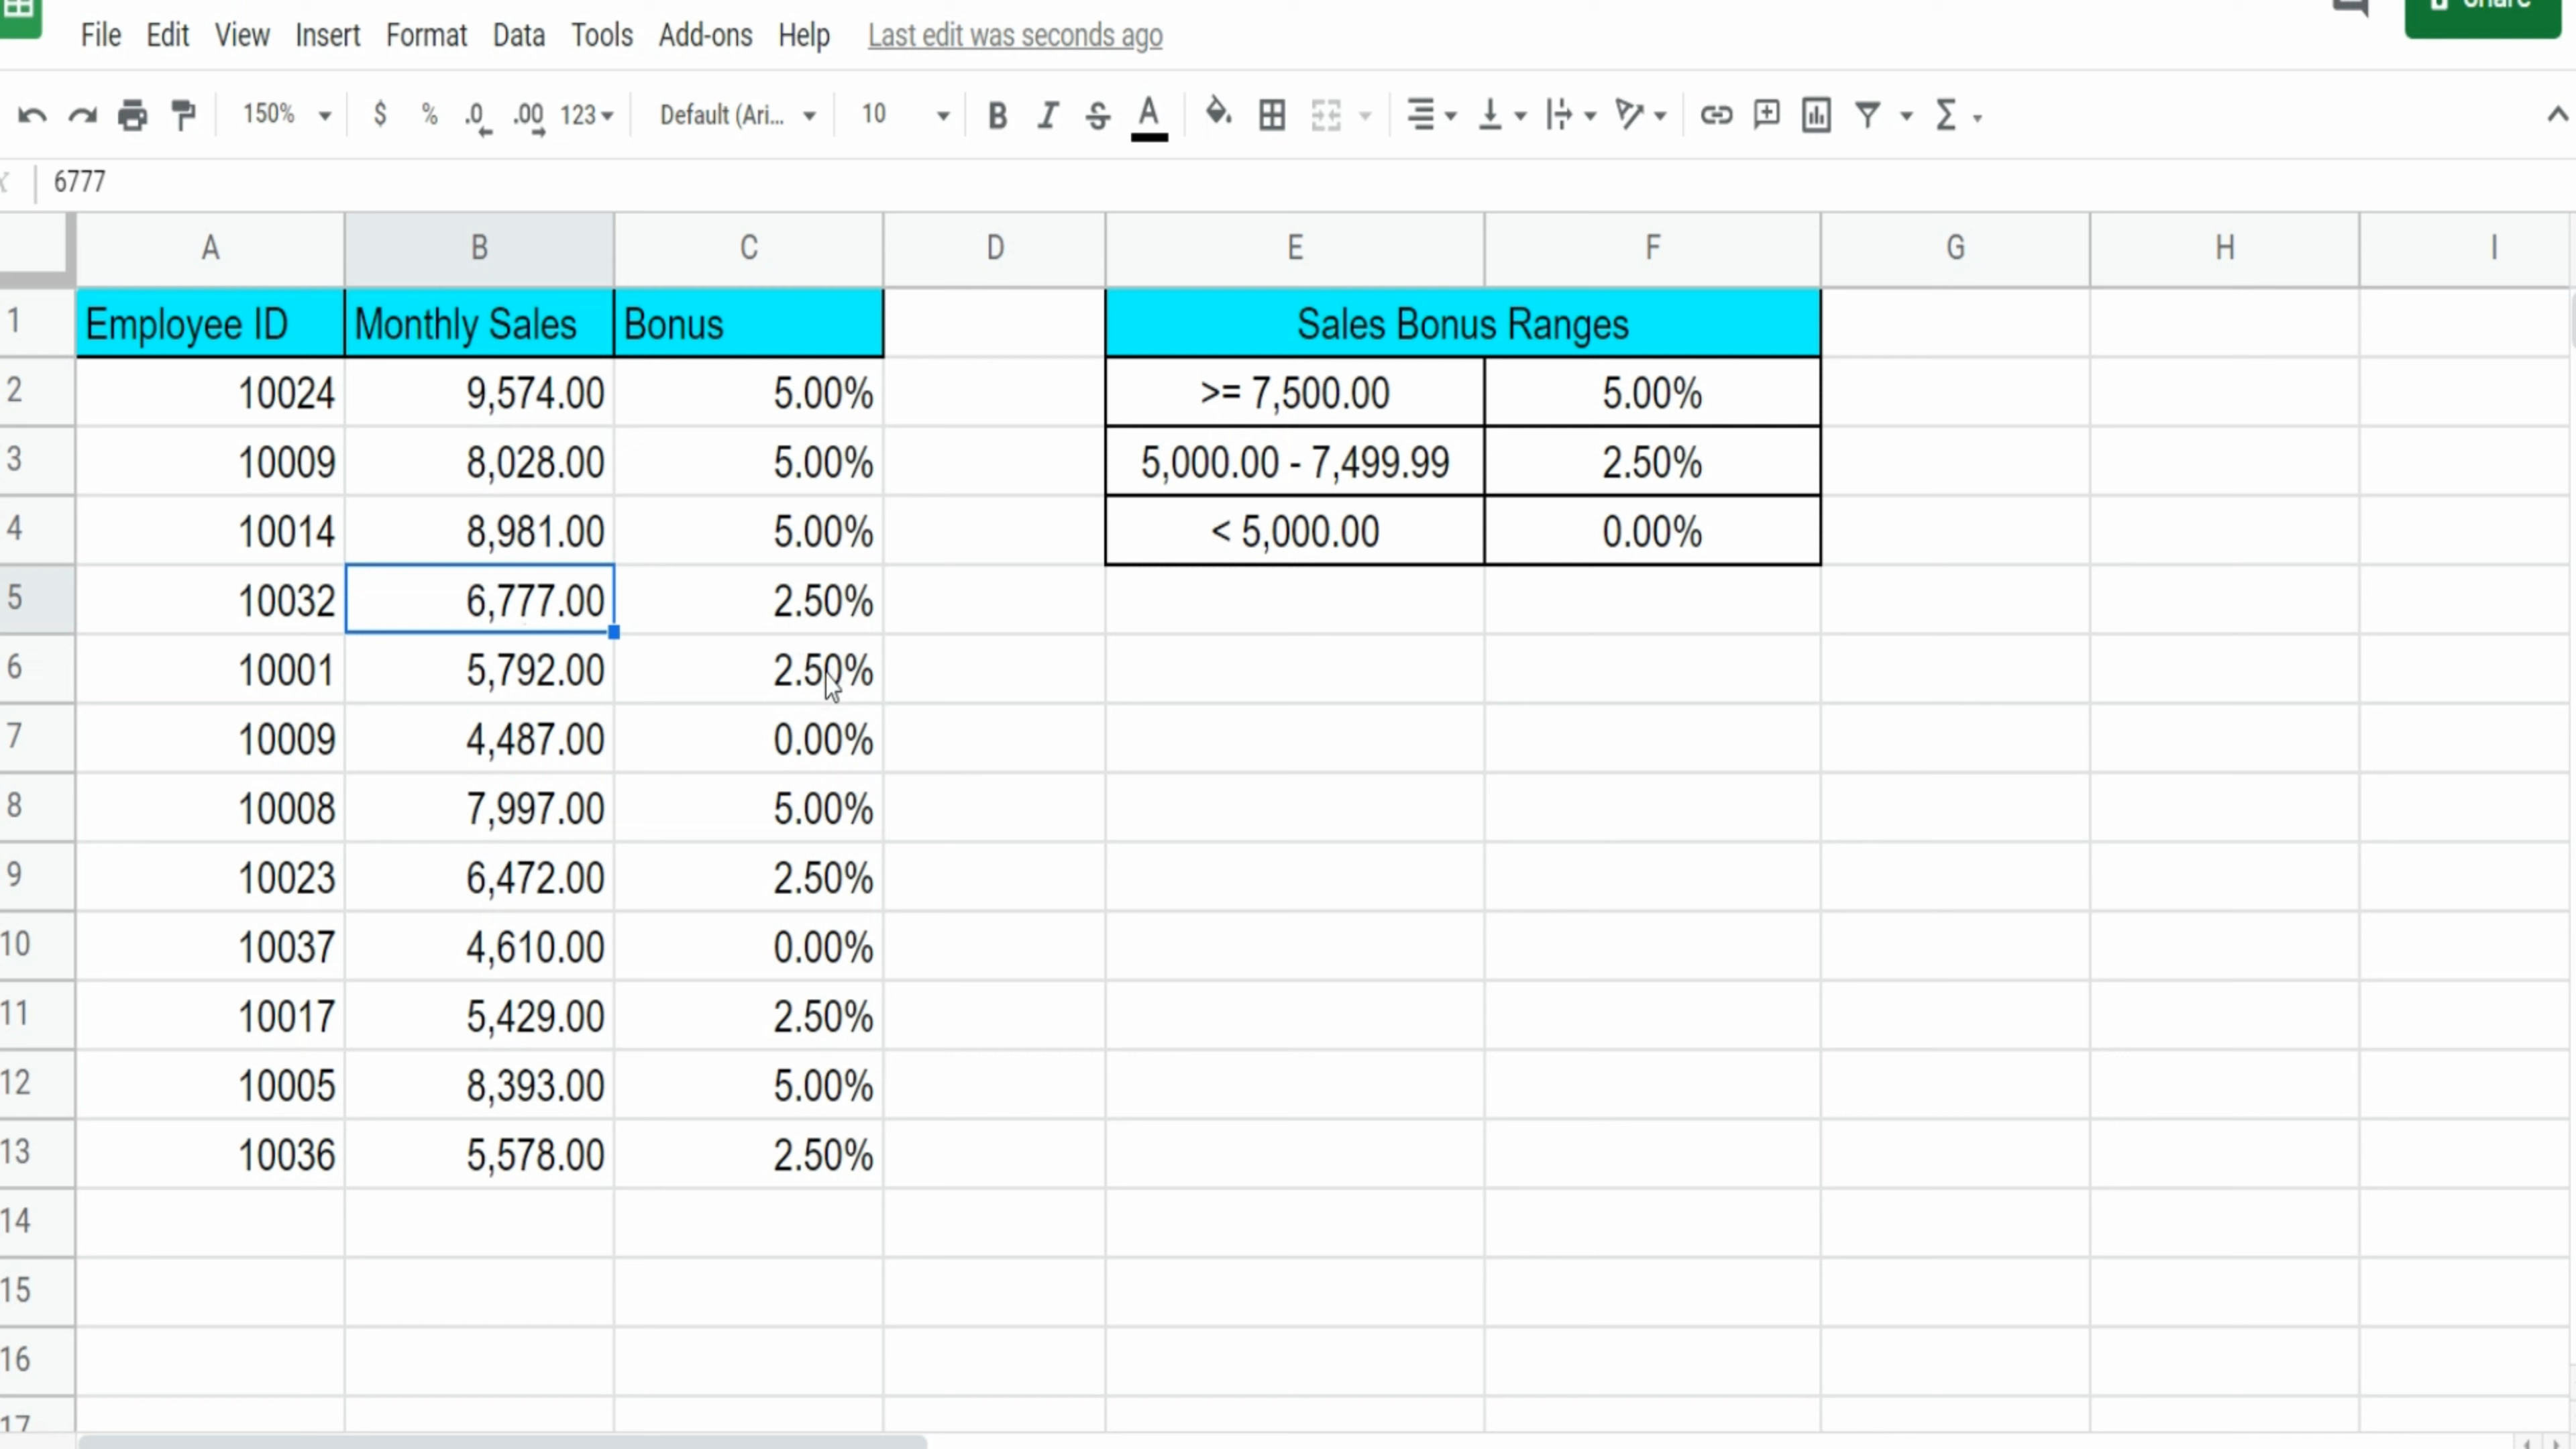 File Edit View Insert Format Data Tools Add-ons Help Last edit was seconds ago
150% $ % .0 .00 123 Default (Ari... 10 B I S A Σ
6777
A B C D E F G H I
1 Employee ID Monthly Sales Bonus Sales Bonus Ranges
2 10024 9,574.00 5.00% >= 7,500.00 5.00%
3 10009 8,028.00 5.00% 5,000.00 - 7,499.99 2.50%
4 10014 8,981.00 5.00% < 5,000.00 0.00%
5 10032 6,777.00 2.50%
6 10001 5,792.00 2.50%
7 10009 4,487.00 0.00%
8 10008 7,997.00 5.00%
9 10023 6,472.00 2.50%
10 10037 4,610.00 0.00%
11 10017 5,429.00 2.50%
12 10005 8,393.00 5.00%
13 10036 5,578.00 2.50%
14
15
16
17